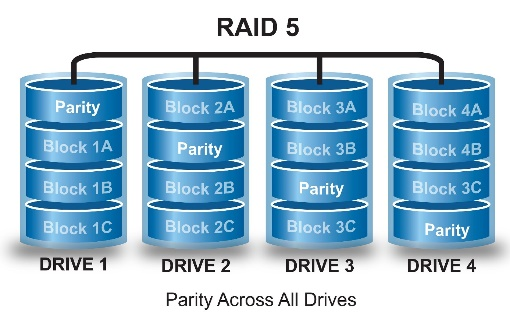 RAID 5
Parity Block 2A Block 3A Block 4A
Block 1A Parity Block 3B Block 4B
Block 1B Block 2B Parity Block 3C
Block 1C Block 2C Block 3C Parity
DRIVE 1 DRIVE 2 DRIVE 3 DRIVE 4
Parity Across All Drives